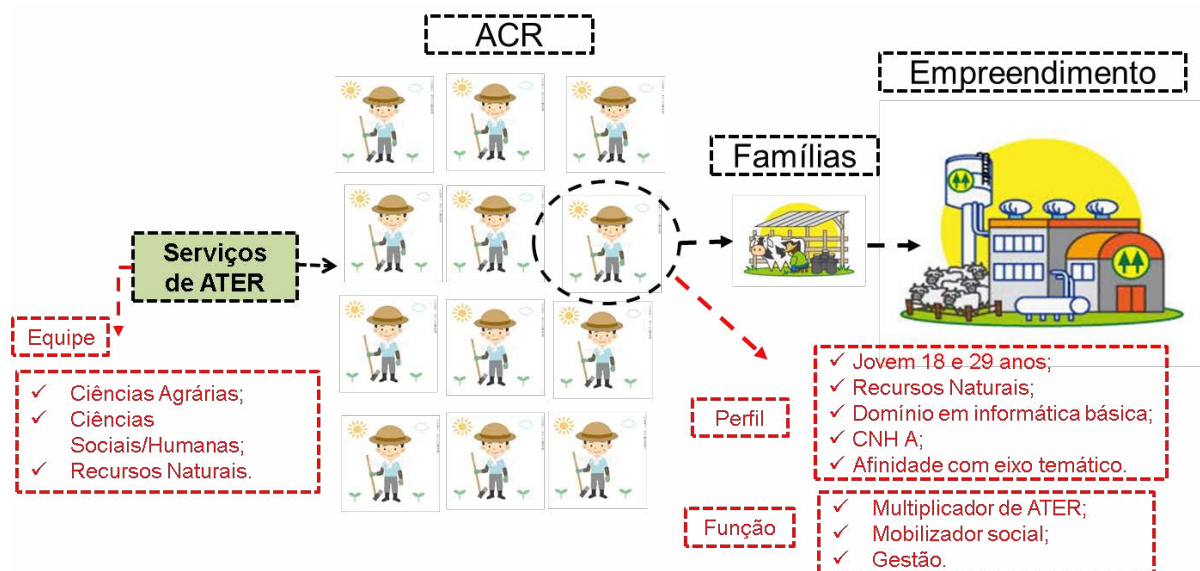 ACR
Empreendimento
Famílias
Serviços
de ATER
Equipe
✓ Ciências Agrárias;
✓ Ciências
Sociais/Humanas;
✓ Recursos Naturais.
Perfil
✓ Jovem 18 e 29 anos;
✓ Recursos Naturais;
✓ Domínio em informática básica;
✓ CNH A;
✓ Afinidade com eixo temático.
Função
✓ Multiplicador de ATER;
✓ Mobilizador social;
✓ Gestão.